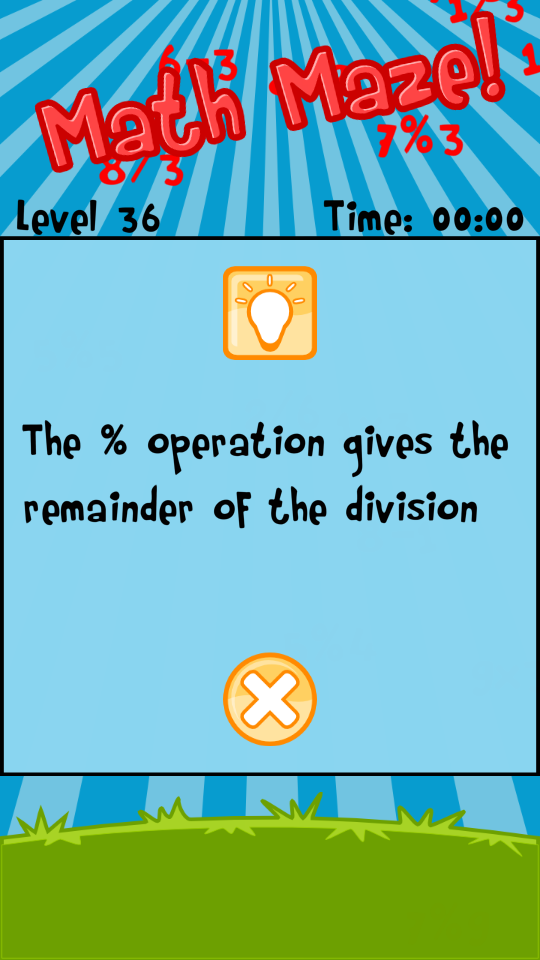 Math Maze!
7%3
8/3
Level 36
Time: 00:00
The % operation gives the
remainder of the division